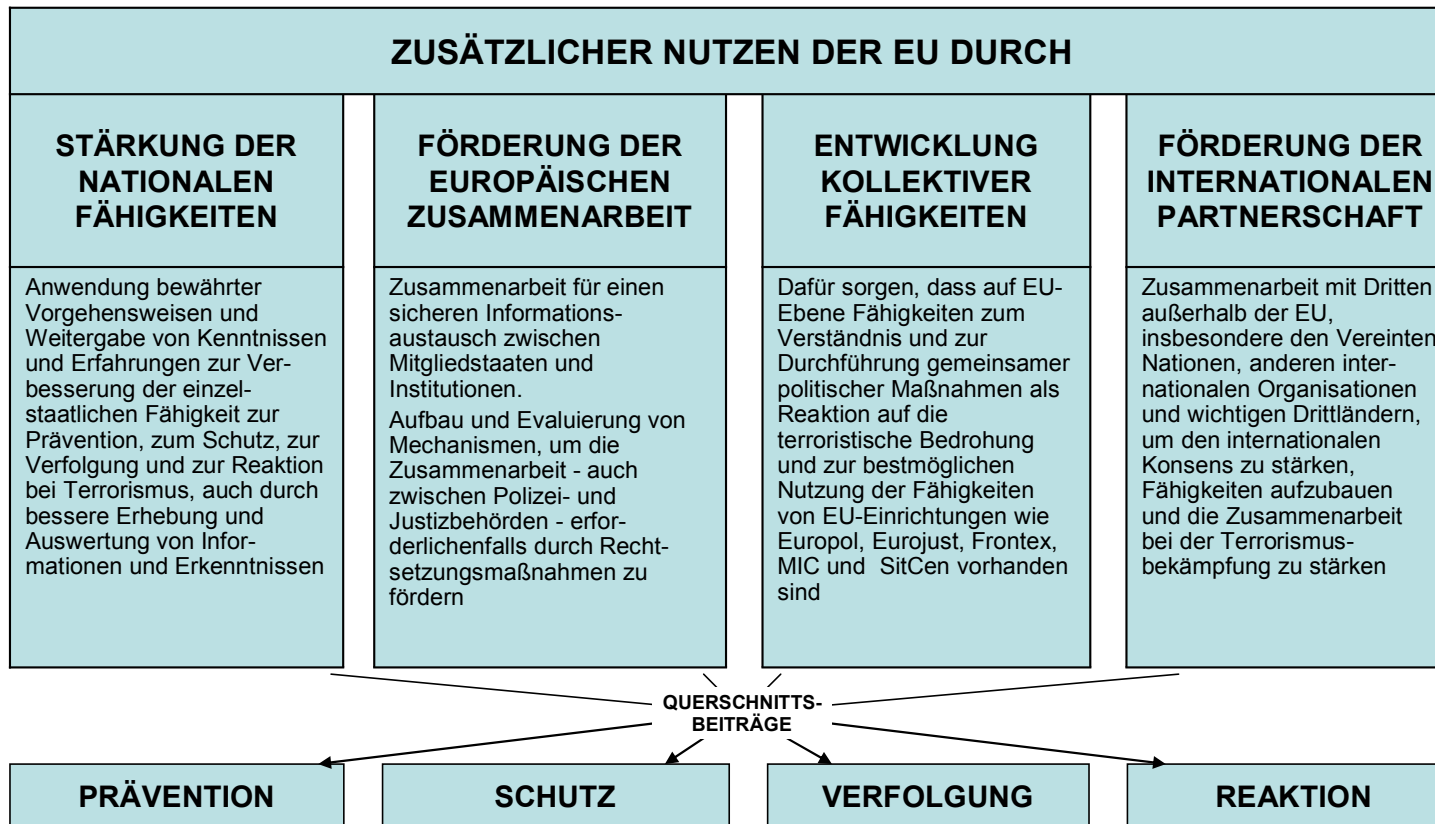 ZUSÄTZLICHER NUTZEN DER EU DURCH
STÄRKUNG DER
NATIONALEN
FÄHIGKEITEN
Anwendung bewährter
Vorgehensweisen und
Weitergabe von Kenntnissen
und Erfahrungen zur Ver-
besserung der einzel-
staatlichen Fähigkeit zur
Prävention, zum Schutz, zur
Verfolgung und zur Reaktion
bei Terrorismus, auch durch
bessere Erhebung und
Auswertung von Infor-
mationen und Erkenntnissen
FÖRDERUNG DER
EUROPÄISCHEN
ZUSAMMENARBEIT
Zusammenarbeit für einen
sicheren Informations-
austausch zwischen
Mitgliedstaaten und
Institutionen.
Aufbau und Evaluierung von
Mechanismen, um die
Zusammenarbeit - auch
zwischen Polizei- und
Justizbehörden - erfor-
derlichenfalls durch Recht-
setzungsmaßnahmen zu
fördern
ENTWICKLUNG
KOLLEKTIVER
FÄHIGKEITEN
Dafür sorgen, dass auf EU-
Ebene Fähigkeiten zum
Verständnis und zur
Durchführung gemeinsamer
politischer Maßnahmen als
Reaktion auf die
terroristische Bedrohung
und zur bestmöglichen
Nutzung der Fähigkeiten
von EU-Einrichtungen wie
Europol, Eurojust, Frontex,
MIC und SitCen vorhanden
sind
FÖRDERUNG DER
INTERNATIONALEN
PARTNERSCHAFT
Zusammenarbeit mit Dritten
außerhalb der EU,
insbesondere den Vereinten
Nationen, anderen inter-
nationalen Organisationen
und wichtigen Drittländern,
um den internationalen
Konsens zu stärken,
Fähigkeiten aufzubauen
und die Zusammenarbeit
bei der Terrorismus-
bekämpfung zu stärken
QUERSCHNITTS-
BEITRÄGE
PRÄVENTION
SCHUTZ
VERFOLGUNG
REAKTION